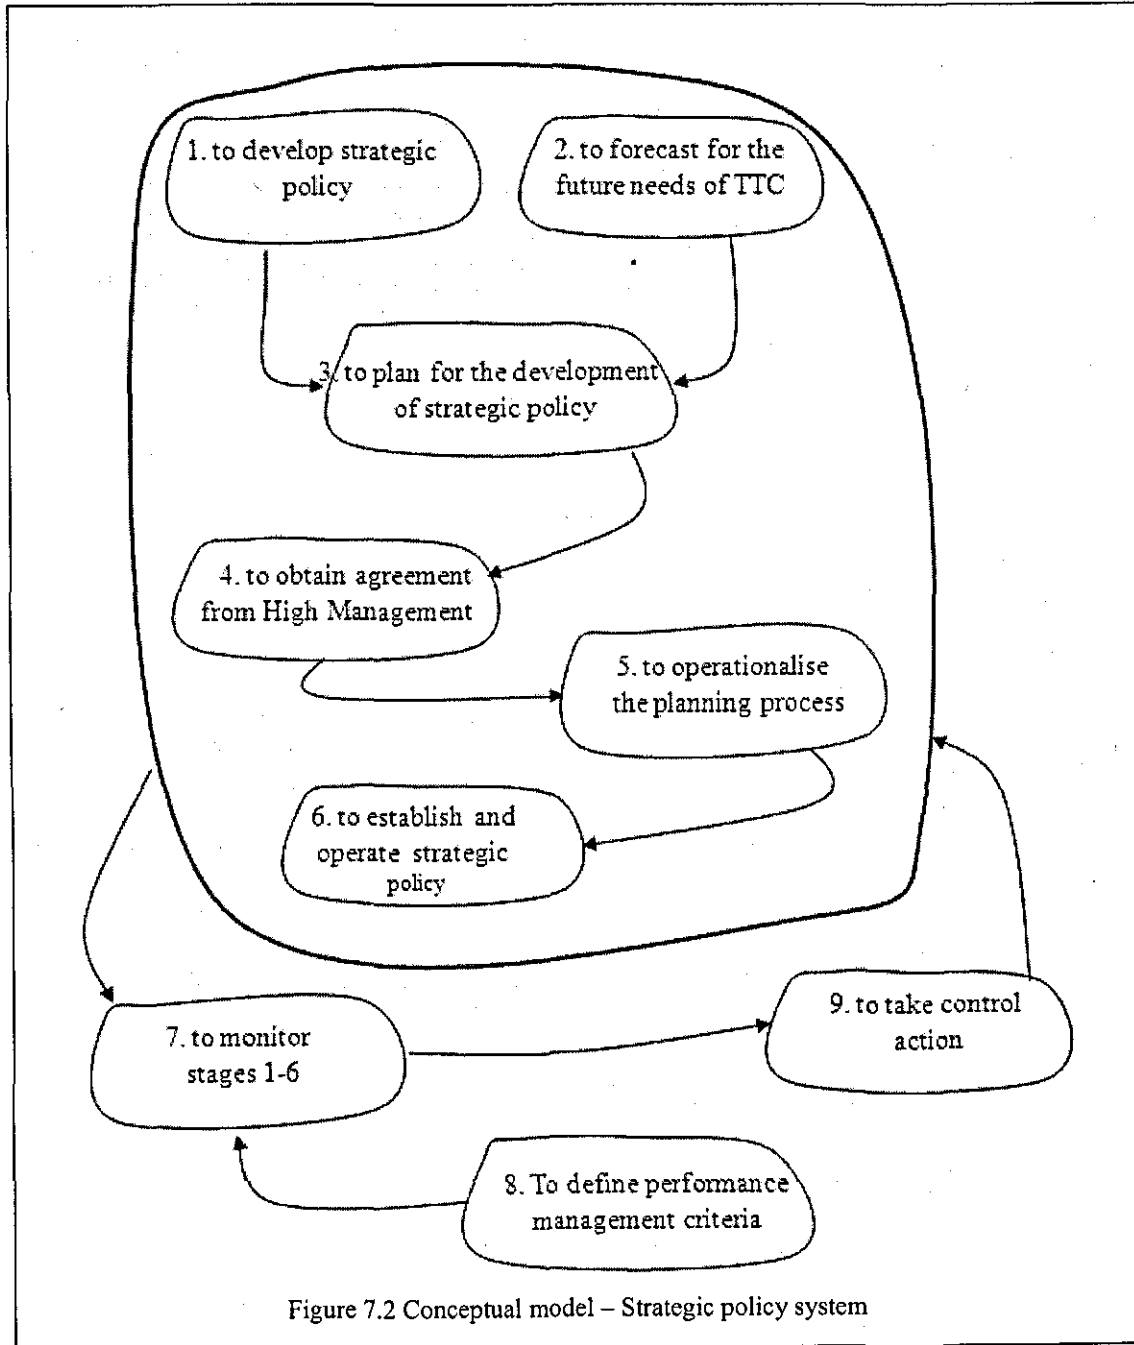 1. to develop strategic
policy
2. to forecast for the
future needs of TTC
3. to plan for the development
of strategic policy
4. to obtain agreement
from High Management
5. to operationalise
the planning process
6. to establish and
operate strategic
policy
7. to monitor
stages 1-6
9. to take control
action
8. To define performance
management criteria
Figure 7.2 Conceptual model – Strategic policy system